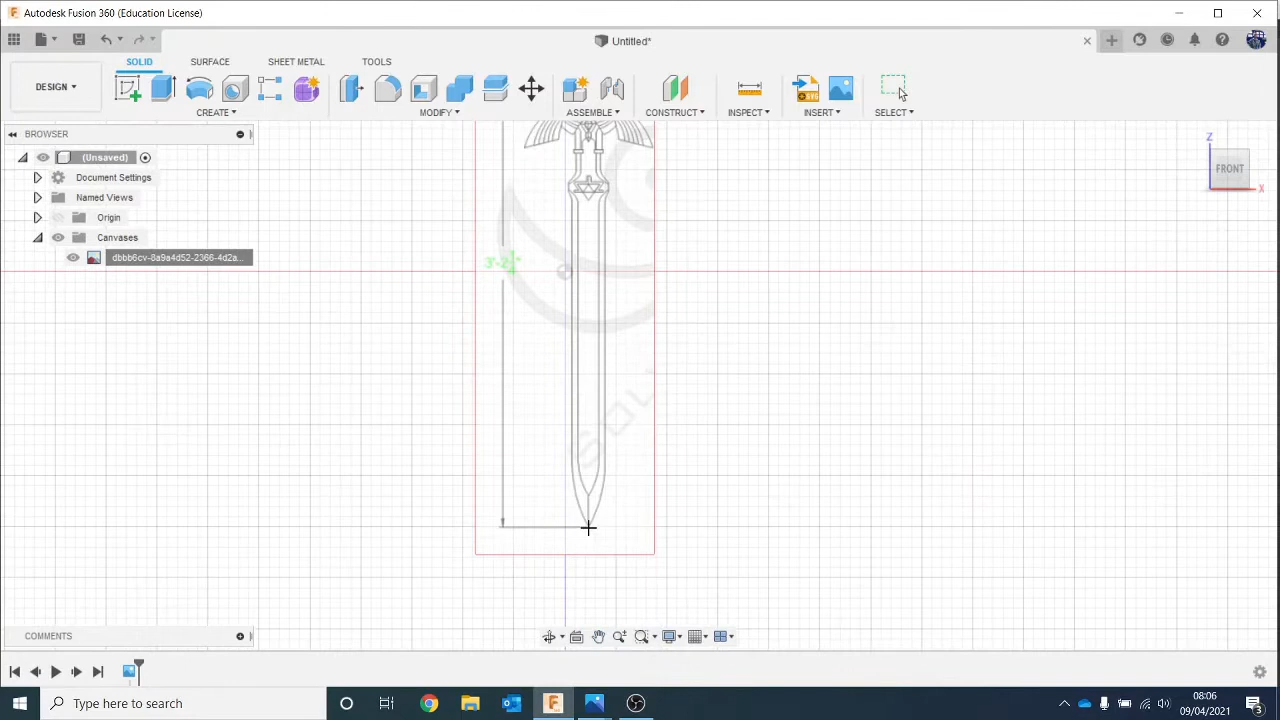 Autodesk Fusion 360 (Education License)
Untitled*
SOLID SURFACE SHEET METAL TOOLS
DESIGN
CREATE MODIFY ASSEMBLE CONSTRUCT INSPECT INSERT SELECT
BROWSER
(Unsaved)
Document Settings
Named Views
Origin
Canvases
dbbb6cv-8a9a4d52-2366-4d2a...
Z
FRONT
X
COMMENTS
Type here to search
08:06
09/04/2021
3